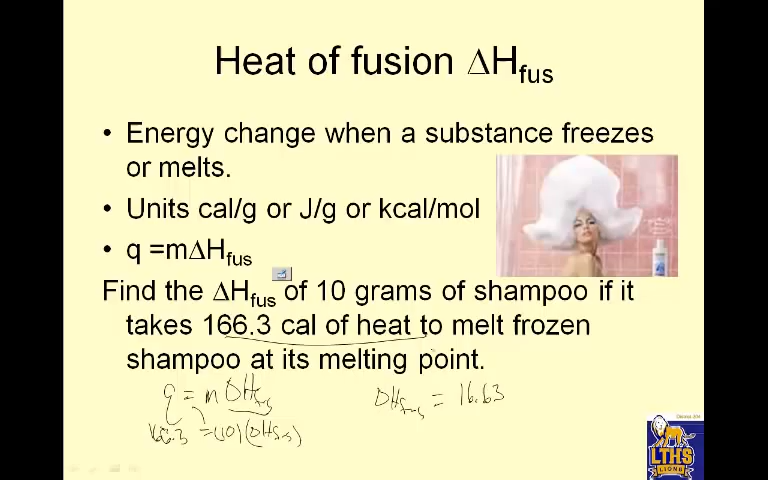 Heat of fusion ΔHfus
• Energy change when a substance freezes
or melts.
• Units cal/g or J/g or kcal/mol
• q =mΔHfus
Find the ΔHfus of 10 grams of shampoo if it
takes 166.3 cal of heat to melt frozen
shampoo at its melting point.
q = m ΔHfus
166.3 = (10)(ΔHfus)
ΔHfus = 16.63
LTHS
LIONS